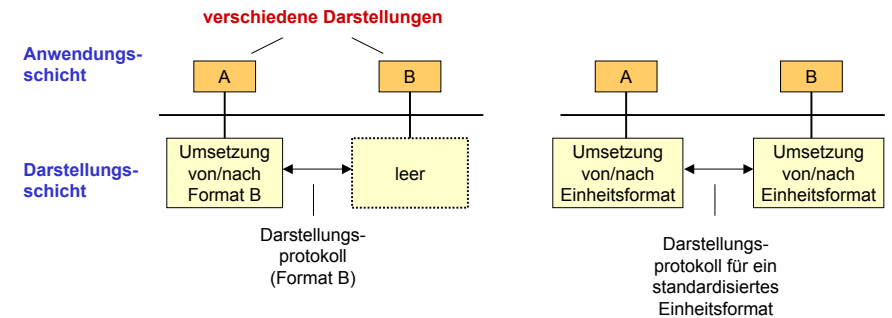 verschiedene Darstellungen
Anwendungs-
schicht
A
B
A
B
Darstellungs-
schicht
Umsetzung
von/nach
Format B
leer
Umsetzung
von/nach
Einheitsformat
Umsetzung
von/nach
Einheitsformat
Darstellungs-
protokoll
(Format B)
Darstellungs-
protokoll für ein
standardisiertes
Einheitsformat